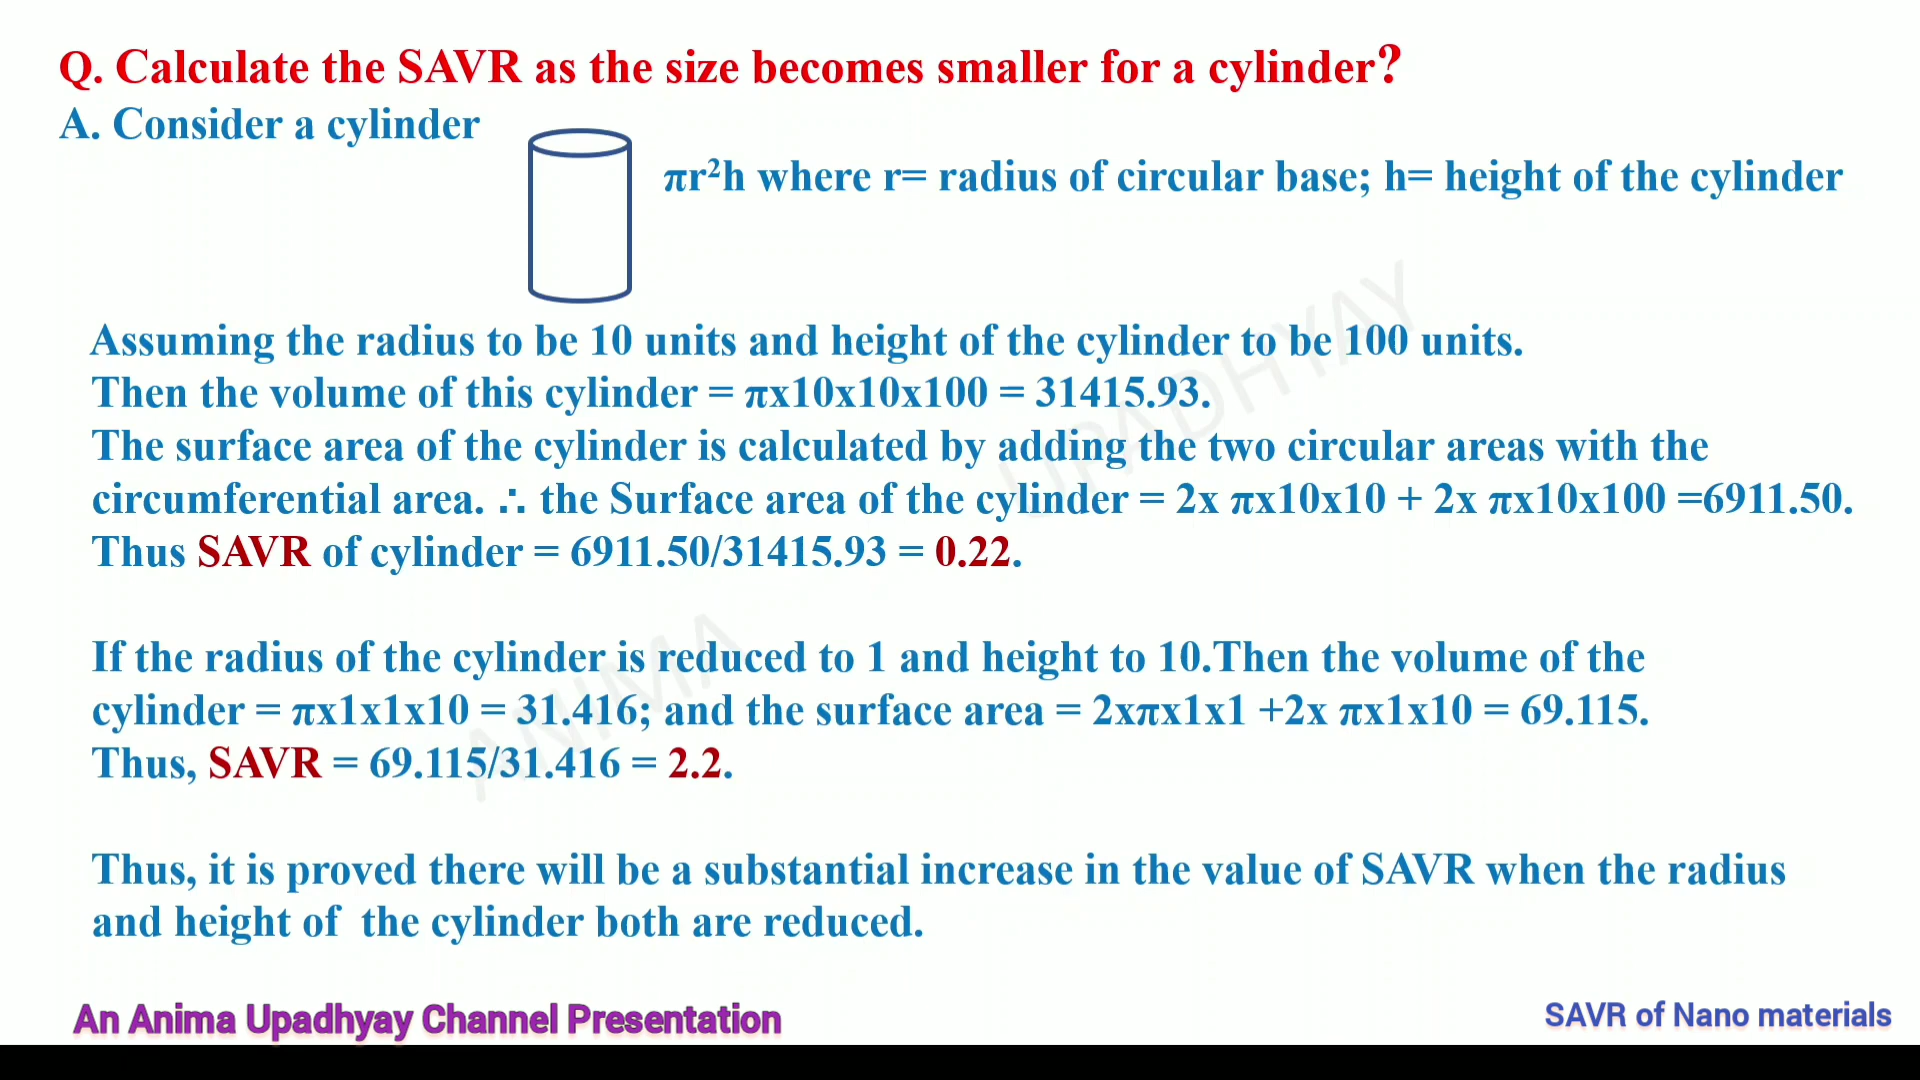 Q. Calculate the SAVR as the size becomes smaller for a cylinder?
A. Consider a cylinder
πr²h where r= radius of circular base; h= height of the cylinder
Assuming the radius to be 10 units and height of the cylinder to be 100 units.
Then the volume of this cylinder = πx10x10x100 = 31415.93.
The surface area of the cylinder is calculated by adding the two circular areas with the
circumferential area. ∴ the Surface area of the cylinder = 2x πx10x10 + 2x πx10x100 =6911.50.
Thus SAVR of cylinder = 6911.50/31415.93 = 0.22.
If the radius of the cylinder is reduced to 1 and height to 10.Then the volume of the
cylinder = πx1x1x10 = 31.416; and the surface area = 2xπx1x1 +2x πx1x10 = 69.115.
Thus, SAVR = 69.115/31.416 = 2.2.
Thus, it is proved there will be a substantial increase in the value of SAVR when the radius
and height of  the cylinder both are reduced.
ANIMA UPADHYAY
An Anima Upadhyay Channel Presentation
SAVR of Nano materials